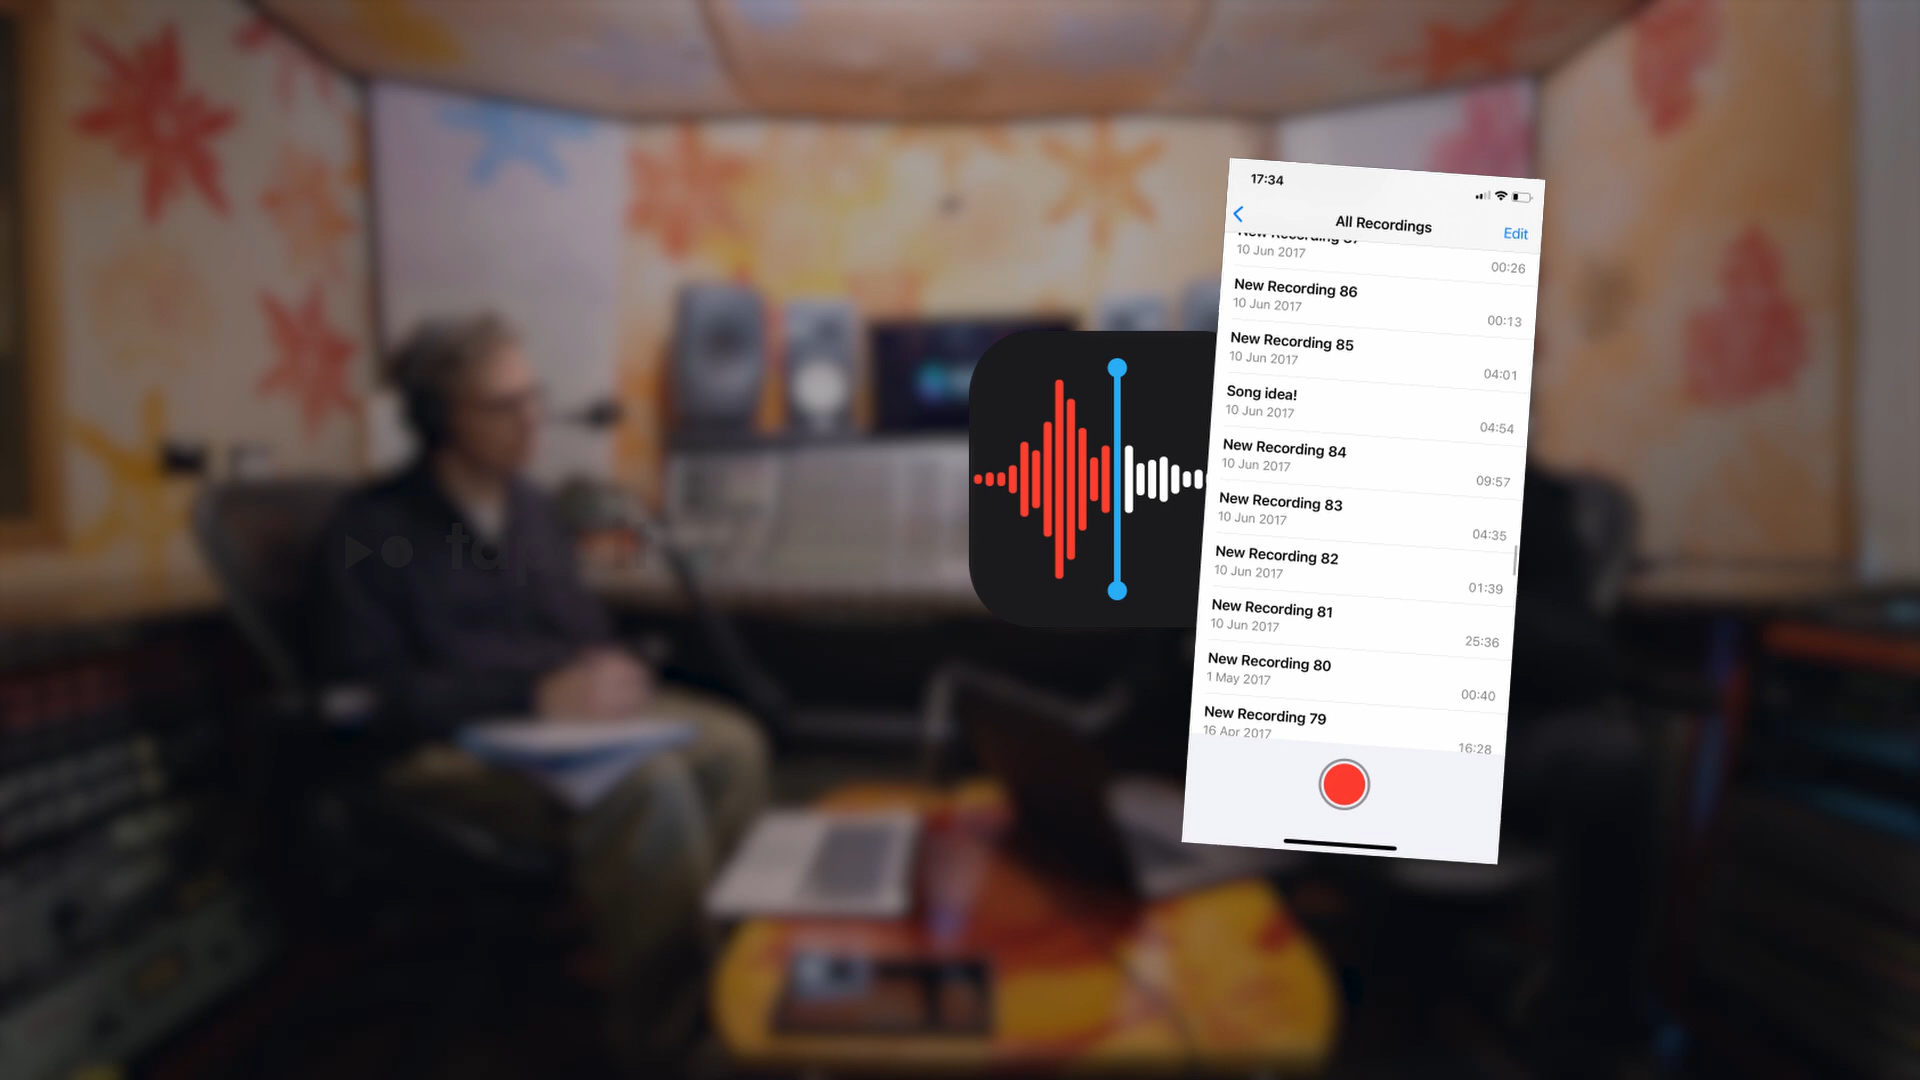 17:34
All Recordings
Edit
New Recording 87
10 Jun 2017
00:26
New Recording 86
10 Jun 2017
00:13
New Recording 85
10 Jun 2017
04:01
Song idea!
10 Jun 2017
04:54
New Recording 84
10 Jun 2017
09:57
New Recording 83
10 Jun 2017
04:35
New Recording 82
10 Jun 2017
01:39
New Recording 81
10 Jun 2017
25:36
New Recording 80
1 May 2017
00:40
New Recording 79
16 Apr 2017
16:28